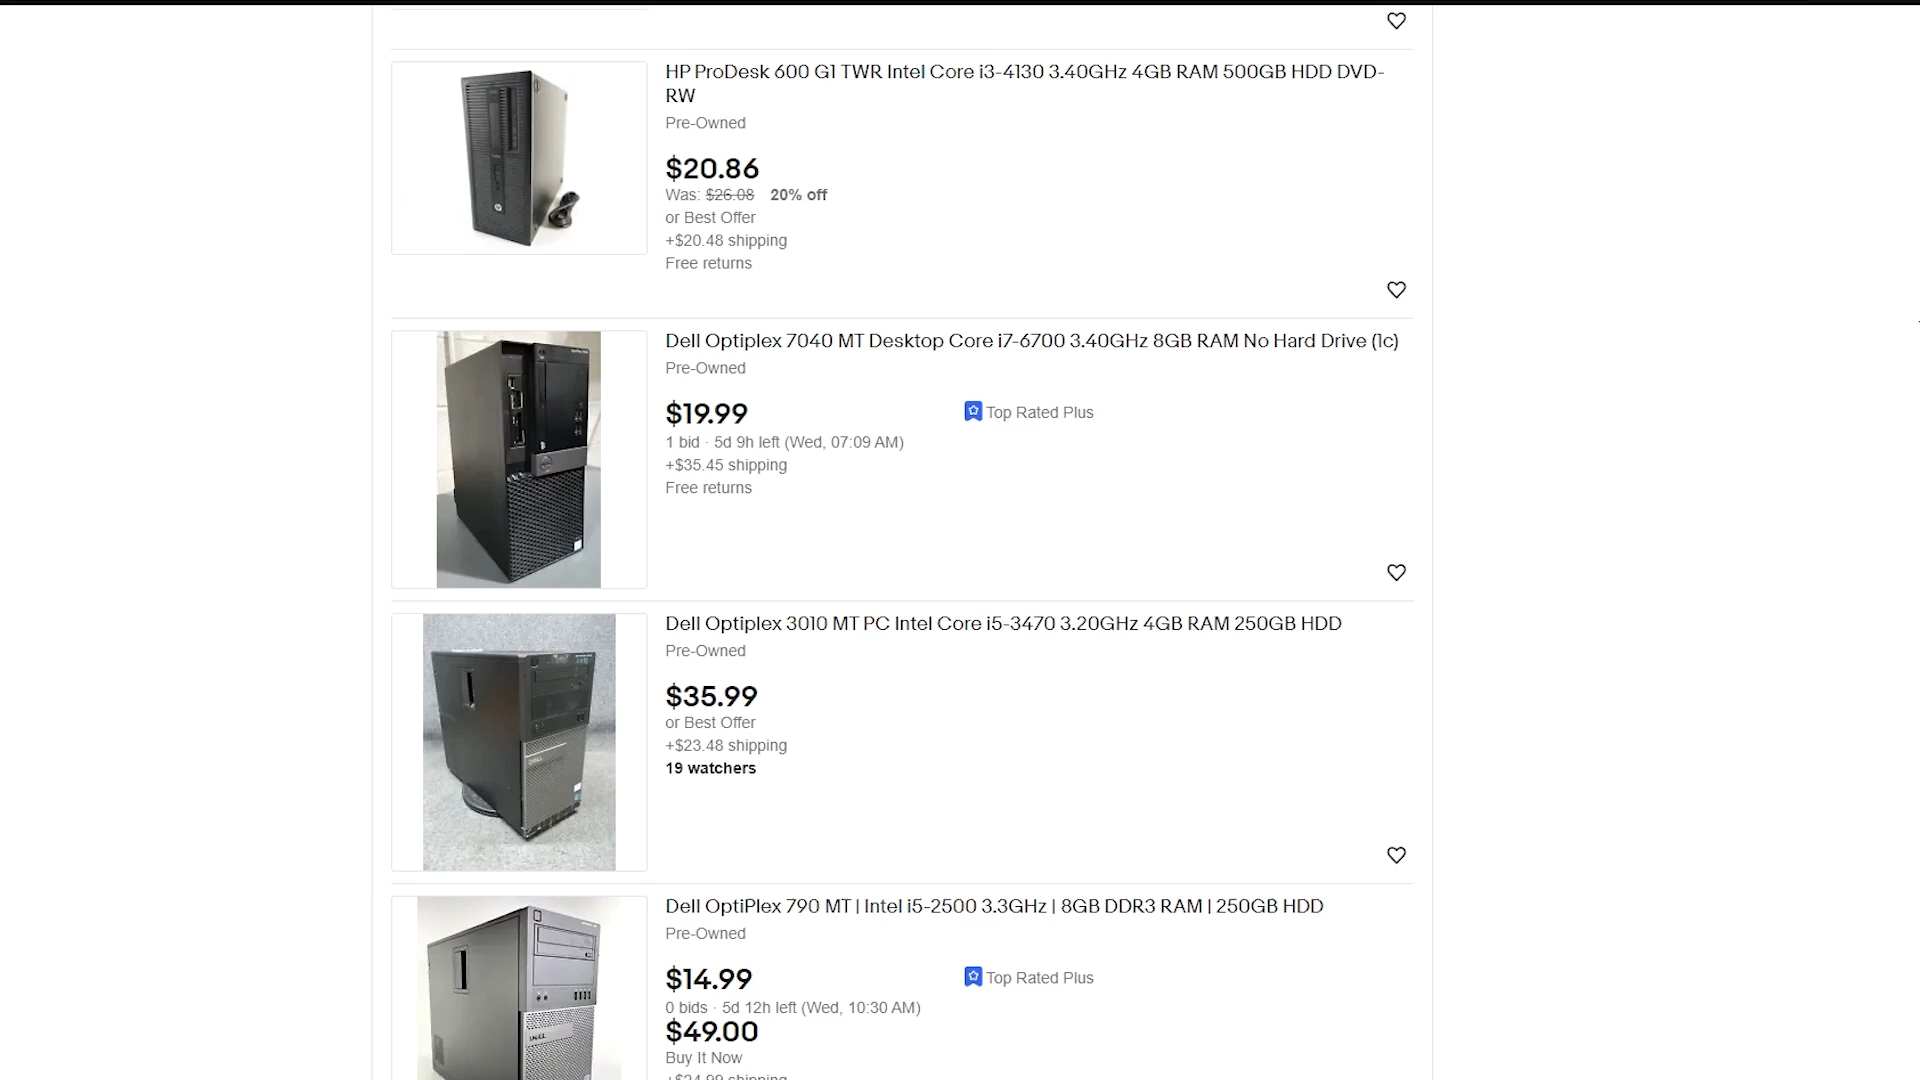 HP ProDesk 600 G1 TWR Intel Core i3-4130 3.40GHz 4GB RAM 500GB HDD DVD-
RW
Pre-Owned
$20.86
Was: $26.08 20% off
or Best Offer
+$20.48 shipping
Free returns
Dell Optiplex 7040 MT Desktop Core i7-6700 3.40GHz 8GB RAM No Hard Drive (1c)
Pre-Owned
$19.99
Top Rated Plus
1 bid · 5d 9h left (Wed, 07:09 AM)
+$35.45 shipping
Free returns
Dell Optiplex 3010 MT PC Intel Core i5-3470 3.20GHz 4GB RAM 250GB HDD
Pre-Owned
$35.99
or Best Offer
+$23.48 shipping
19 watchers
Dell OptiPlex 790 MT | Intel i5-2500 3.3GHz | 8GB DDR3 RAM | 250GB HDD
Pre-Owned
$14.99
Top Rated Plus
0 bids · 5d 12h left (Wed, 10:30 AM)
$49.00
Buy It Now
+$24.99 shipping